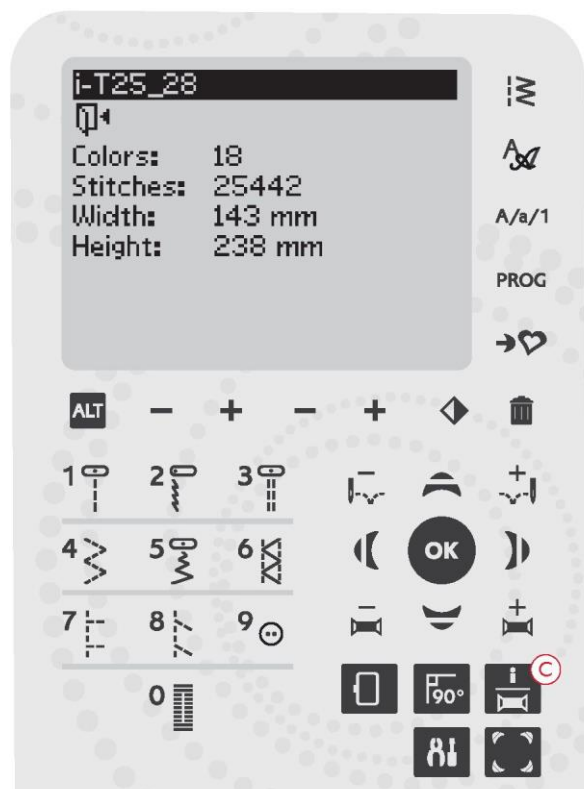 i-T25_28
Colors: 18
Stitches: 25442
Width: 143 mm
Height: 238 mm
A
A/a/1
PROG
ALT − + − +
1 2 3
− +
4 5 6
OK
7 8 9
− +
0
90°
i
C